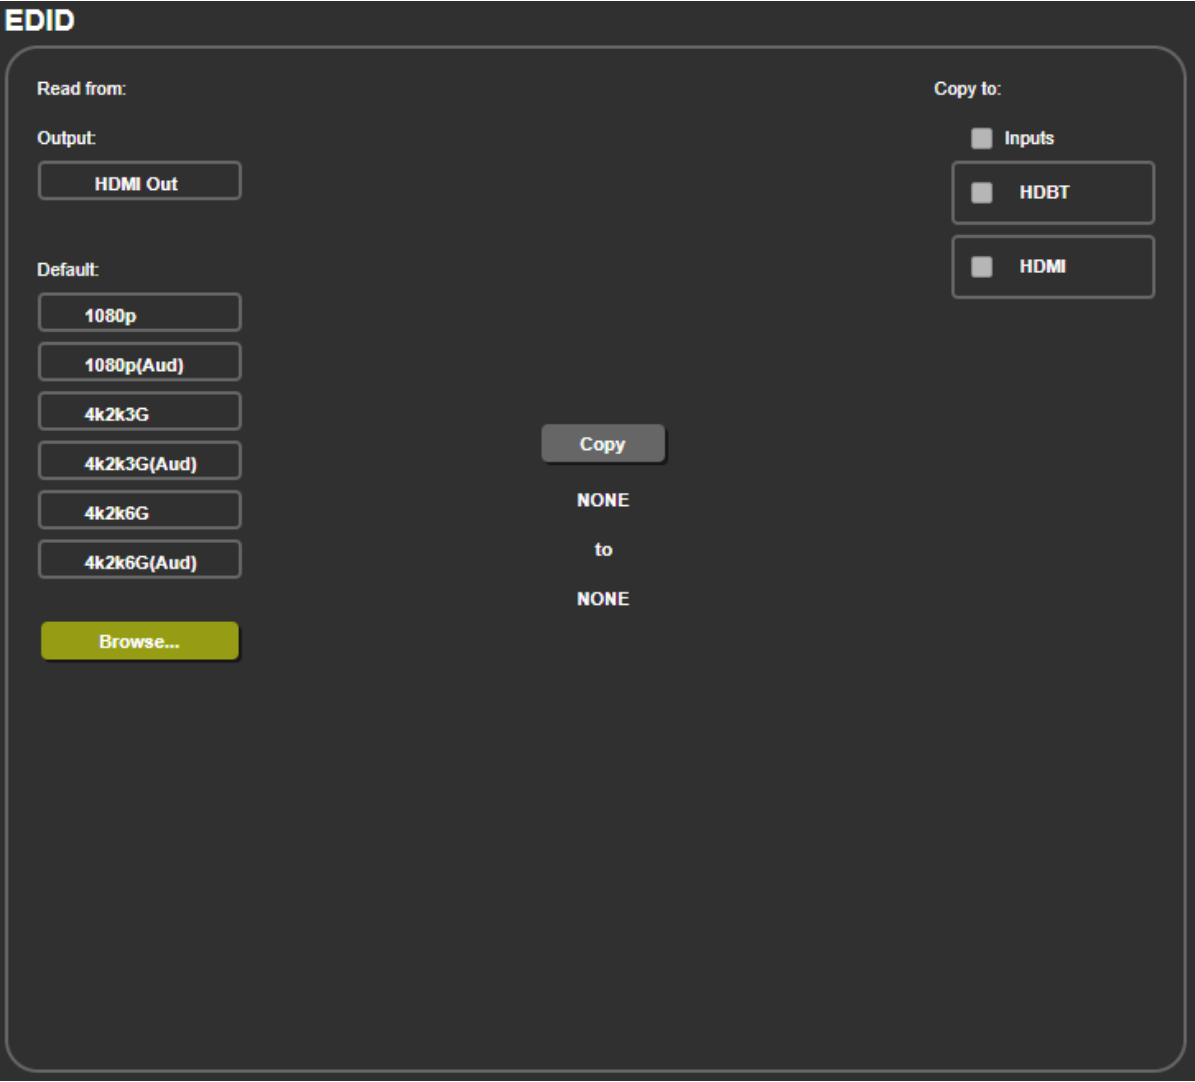 EDID
Read from:
Output:
HDMI Out
Default:
1080p
1080p(Aud)
4k2k3G
4k2k3G(Aud)
4k2k6G
4k2k6G(Aud)
Browse...
Copy
NONE
to
NONE
Copy to:
Inputs
HDBT
HDMI